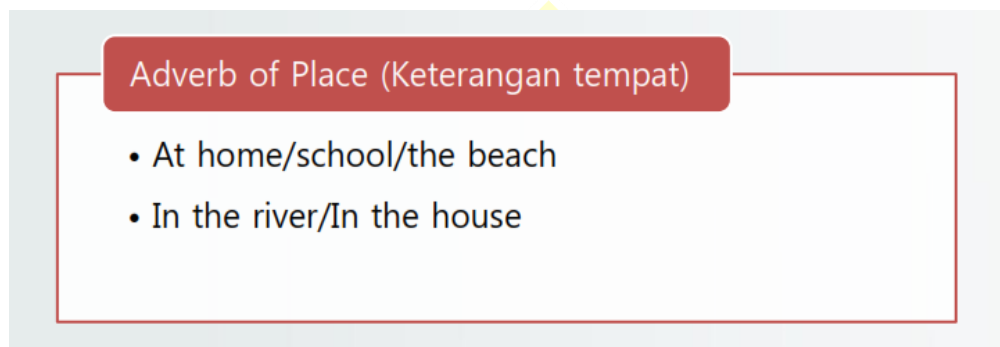 Adverb of Place (Keterangan tempat)
• At home/school/the beach
• In the river/In the house